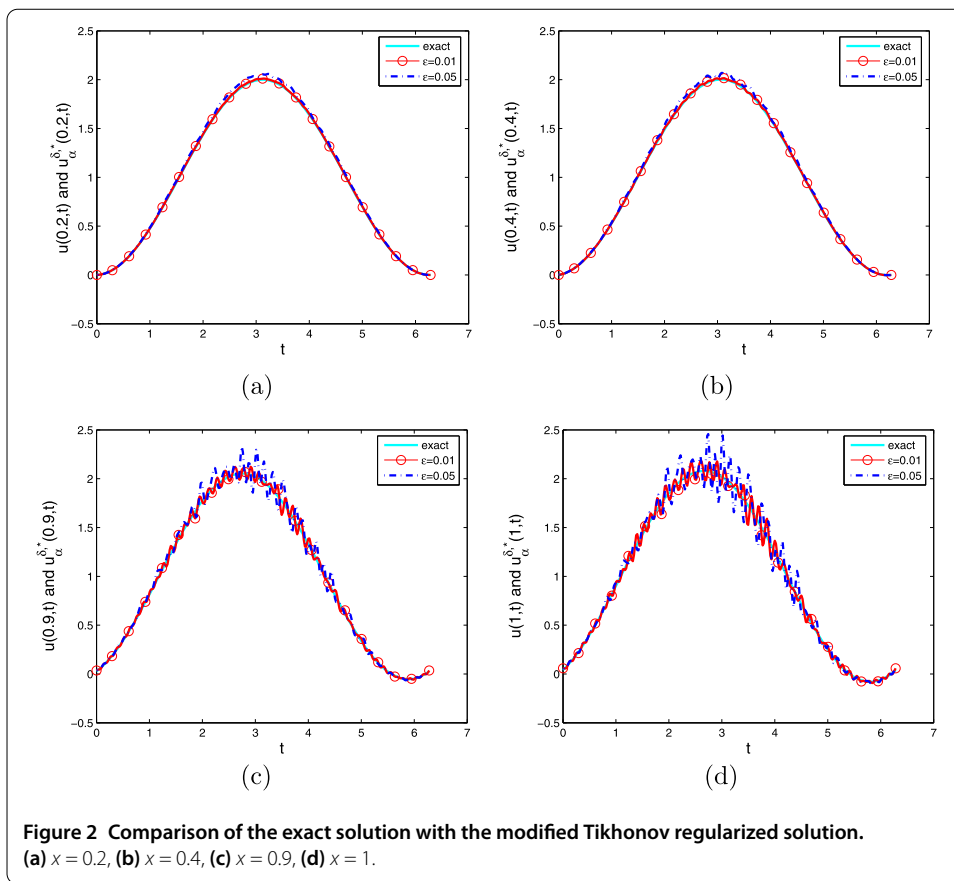 2.5
2
1.5
1
0.5
0
−0.5
0 1 2 3 4 5 6 7
t
u(0.2,t) and u_α^{δ,*}(0.2,t)
exact
ε=0.01
ε=0.05
(a)
2.5
2
1.5
1
0.5
0
−0.5
0 1 2 3 4 5 6 7
t
u(0.4,t) and u_α^{δ,*}(0.4,t)
exact
ε=0.01
ε=0.05
(b)
2.5
2
1.5
1
0.5
0
−0.5
0 1 2 3 4 5 6 7
t
u(0.9,t) and u_α^{δ,*}(0.9,t)
exact
ε=0.01
ε=0.05
(c)
2.5
2
1.5
1
0.5
0
−0.5
0 1 2 3 4 5 6 7
t
u(1,t) and u_α^{δ,*}(1,t)
exact
ε=0.01
ε=0.05
(d)
Figure 2 Comparison of the exact solution with the modified Tikhonov regularized solution.
(a) x = 0.2, (b) x = 0.4, (c) x = 0.9, (d) x = 1.